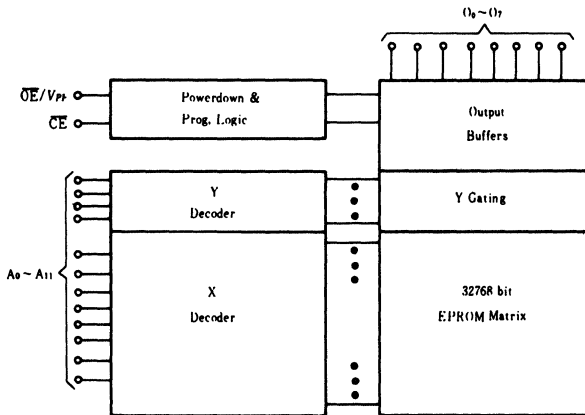 O₀~O₇
OE/VPP
CE
Powerdown &
Prog, Logic
Output
Buffers
Y
Decoder
Y Gating
A₀~A₁₁
X
Decoder
32768 bit
EPROM Matrix